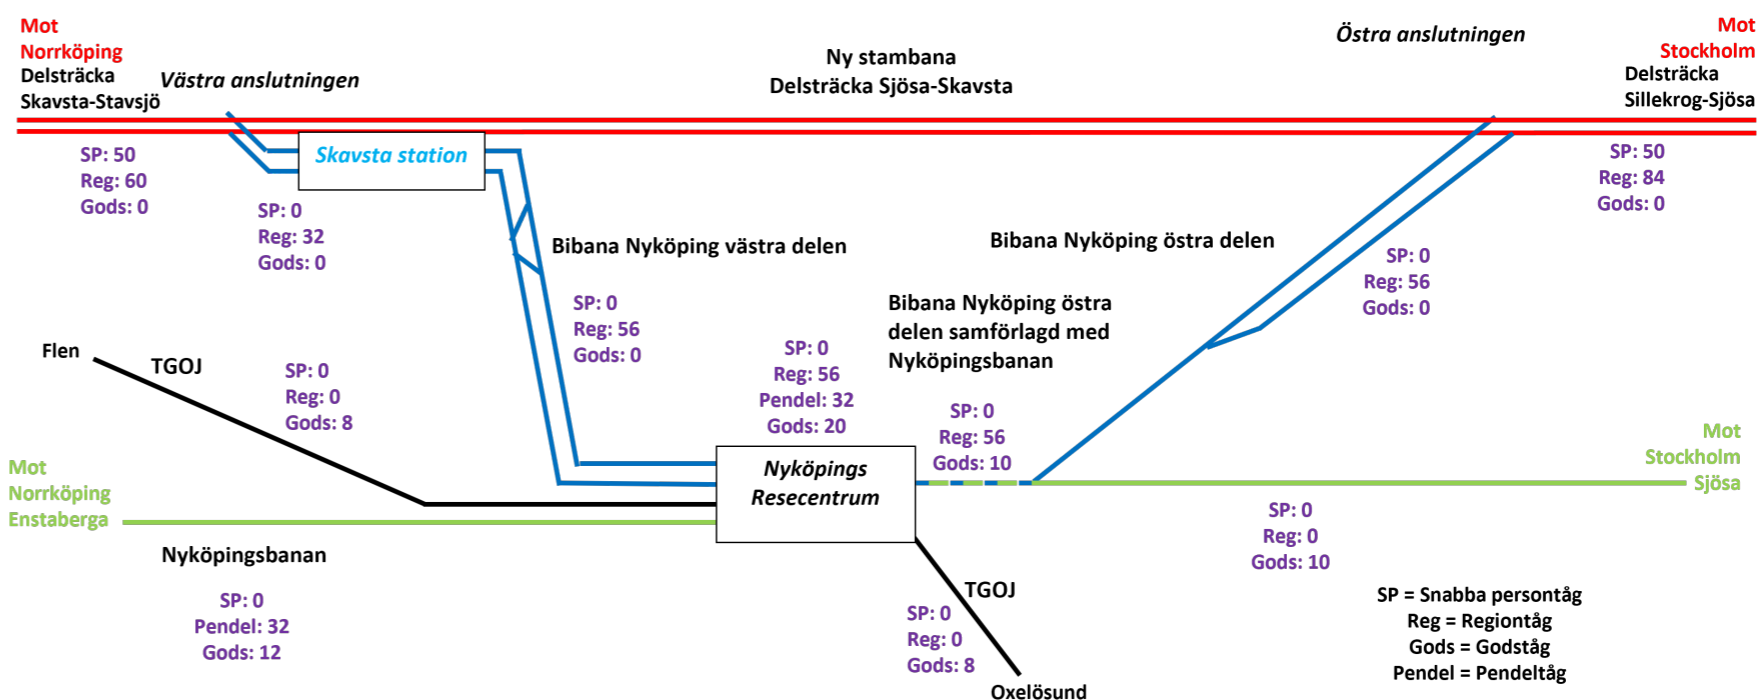 Mot
Norrköping
Delsträcka
Skavsta-Stavsjö
Västra anslutningen
Ny stambana
Delsträcka Sjösa-Skavsta
Östra anslutningen
Mot
Stockholm
Delsträcka
Sillekrog-Sjösa
SP: 50
Reg: 60
Gods: 0
Skavsta station
SP: 50
Reg: 84
Gods: 0
SP: 0
Reg: 32
Gods: 0
Bibana Nyköping västra delen
Bibana Nyköping östra delen
SP: 0
Reg: 56
Gods: 0
SP: 0
Reg: 56
Gods: 0
Bibana Nyköping östra
delen samförlagd med
Nyköpingsbanan
Flen
TGOJ
SP: 0
Reg: 0
Gods: 8
SP: 0
Reg: 56
Pendel: 32
Gods: 20
SP: 0
Reg: 56
Gods: 10
Mot
Norrköping
Enstaberga
Nyköpings
Resecentrum
Mot
Stockholm
Sjösa
Nyköpingsbanan
SP: 0
Pendel: 32
Gods: 12
SP: 0
Reg: 0
Gods: 10
TGOJ
SP: 0
Reg: 0
Gods: 8
Oxelösund
SP = Snabba persontåg
Reg = Regiontåg
Gods = Godståg
Pendel = Pendeltåg